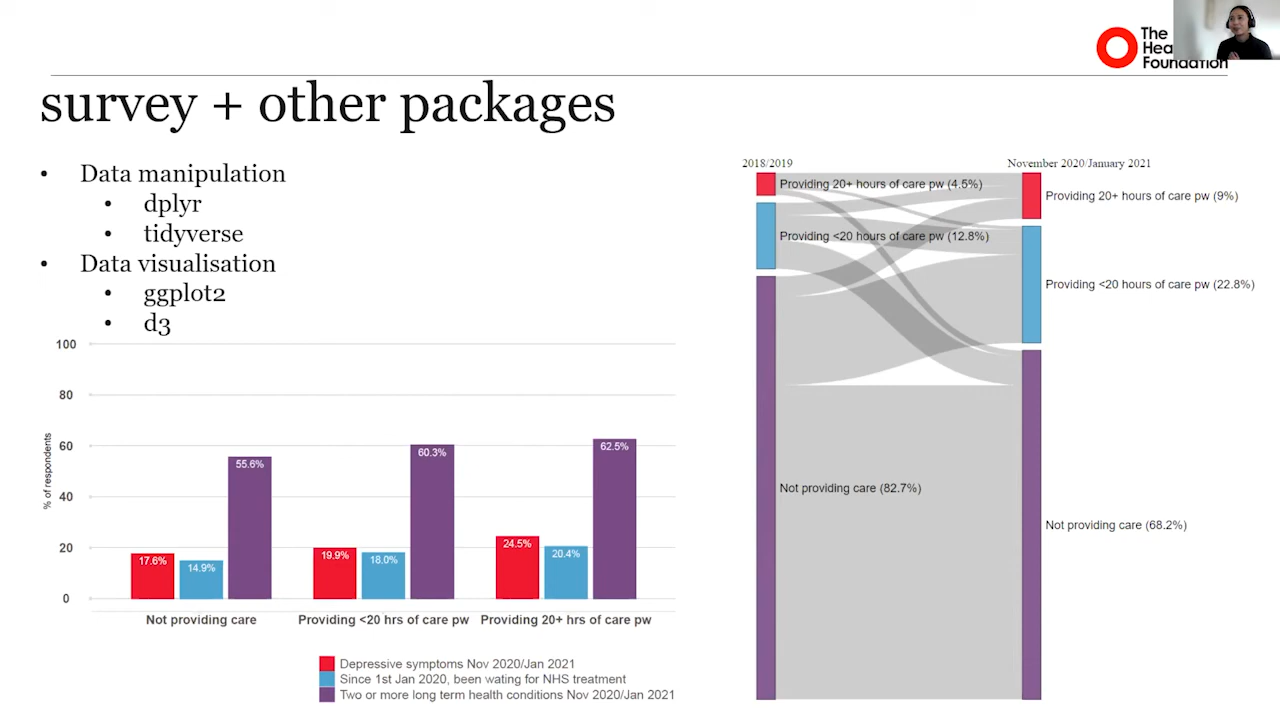 The
Hea
Foundation
survey + other packages
• Data manipulation
• dplyr
• tidyverse
• Data visualisation
• ggplot2
• d3
100
80
60
40
20
0
% of respondents
17.6%
14.9%
55.6%
19.9%
18.0%
60.3%
24.5%
20.4%
62.5%
Not providing care
Providing <20 hrs of care pw
Providing 20+ hrs of care pw
Depressive symptoms Nov 2020/Jan 2021
Since 1st Jan 2020, been wating for NHS treatment
Two or more long term health conditions Nov 2020/Jan 2021
2018/2019
November 2020/January 2021
Providing 20+ hours of care pw (4.5%)
Providing <20 hours of care pw (12.8%)
Not providing care (82.7%)
Providing 20+ hours of care pw (9%)
Providing <20 hours of care pw (22.8%)
Not providing care (68.2%)